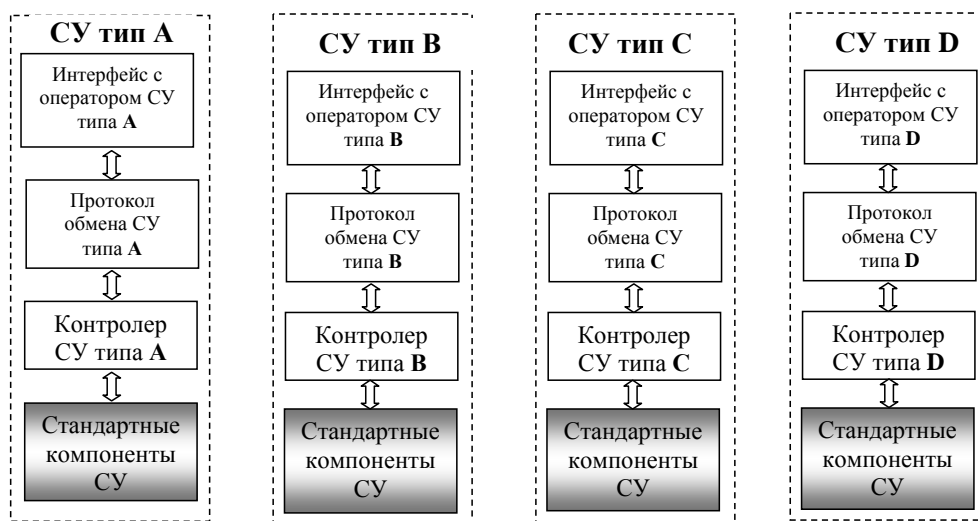 СУ тип A
Интерфейс с
оператором СУ
типа A
Протокол
обмена СУ
типа A
Контролер
СУ типа A
Стандартные
компоненты
СУ
СУ тип B
Интерфейс с
оператором СУ
типа B
Протокол
обмена СУ
типа B
Контролер
СУ типа B
Стандартные
компоненты
СУ
СУ тип C
Интерфейс с
оператором СУ
типа C
Протокол
обмена СУ
типа C
Контролер
СУ типа C
Стандартные
компоненты
СУ
СУ тип D
Интерфейс с
оператором СУ
типа D
Протокол
обмена СУ
типа D
Контролер
СУ типа D
Стандартные
компоненты
СУ